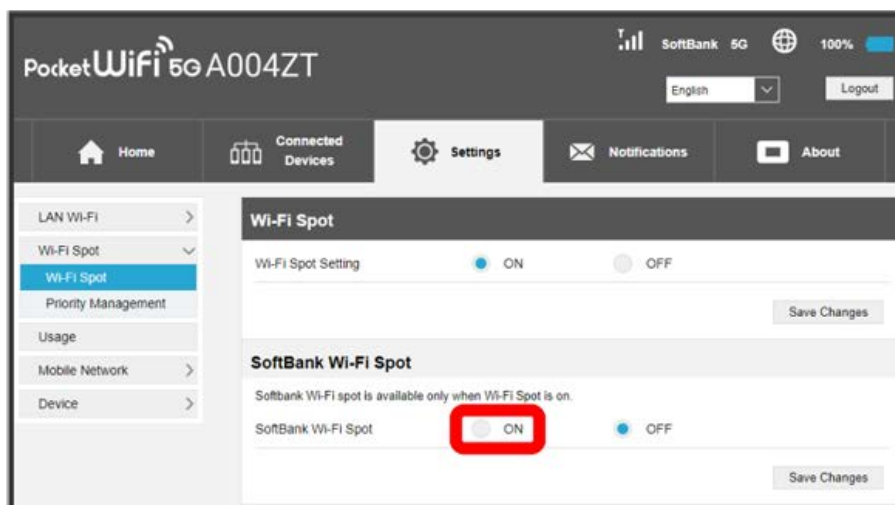 PocketWiFi 5G A004ZT
SoftBank 5G 100%
English Logout
Home
Connected
Devices
Settings
Notifications
About
LAN Wi-Fi
Wi-Fi Spot
Wi-Fi Spot
Priority Management
Usage
Mobile Network
Device
Wi-Fi Spot
Wi-Fi Spot Setting ON OFF
Save Changes
SoftBank Wi-Fi Spot
Softbank Wi-Fi spot is available only when Wi-Fi Spot is on.
SoftBank Wi-Fi Spot ON OFF
Save Changes